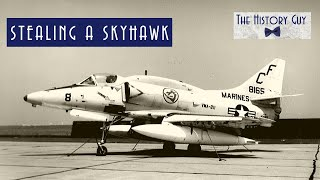 STEALING A SKYHAWK
THE HISTORY GUY
CF
8165
MARINES
8